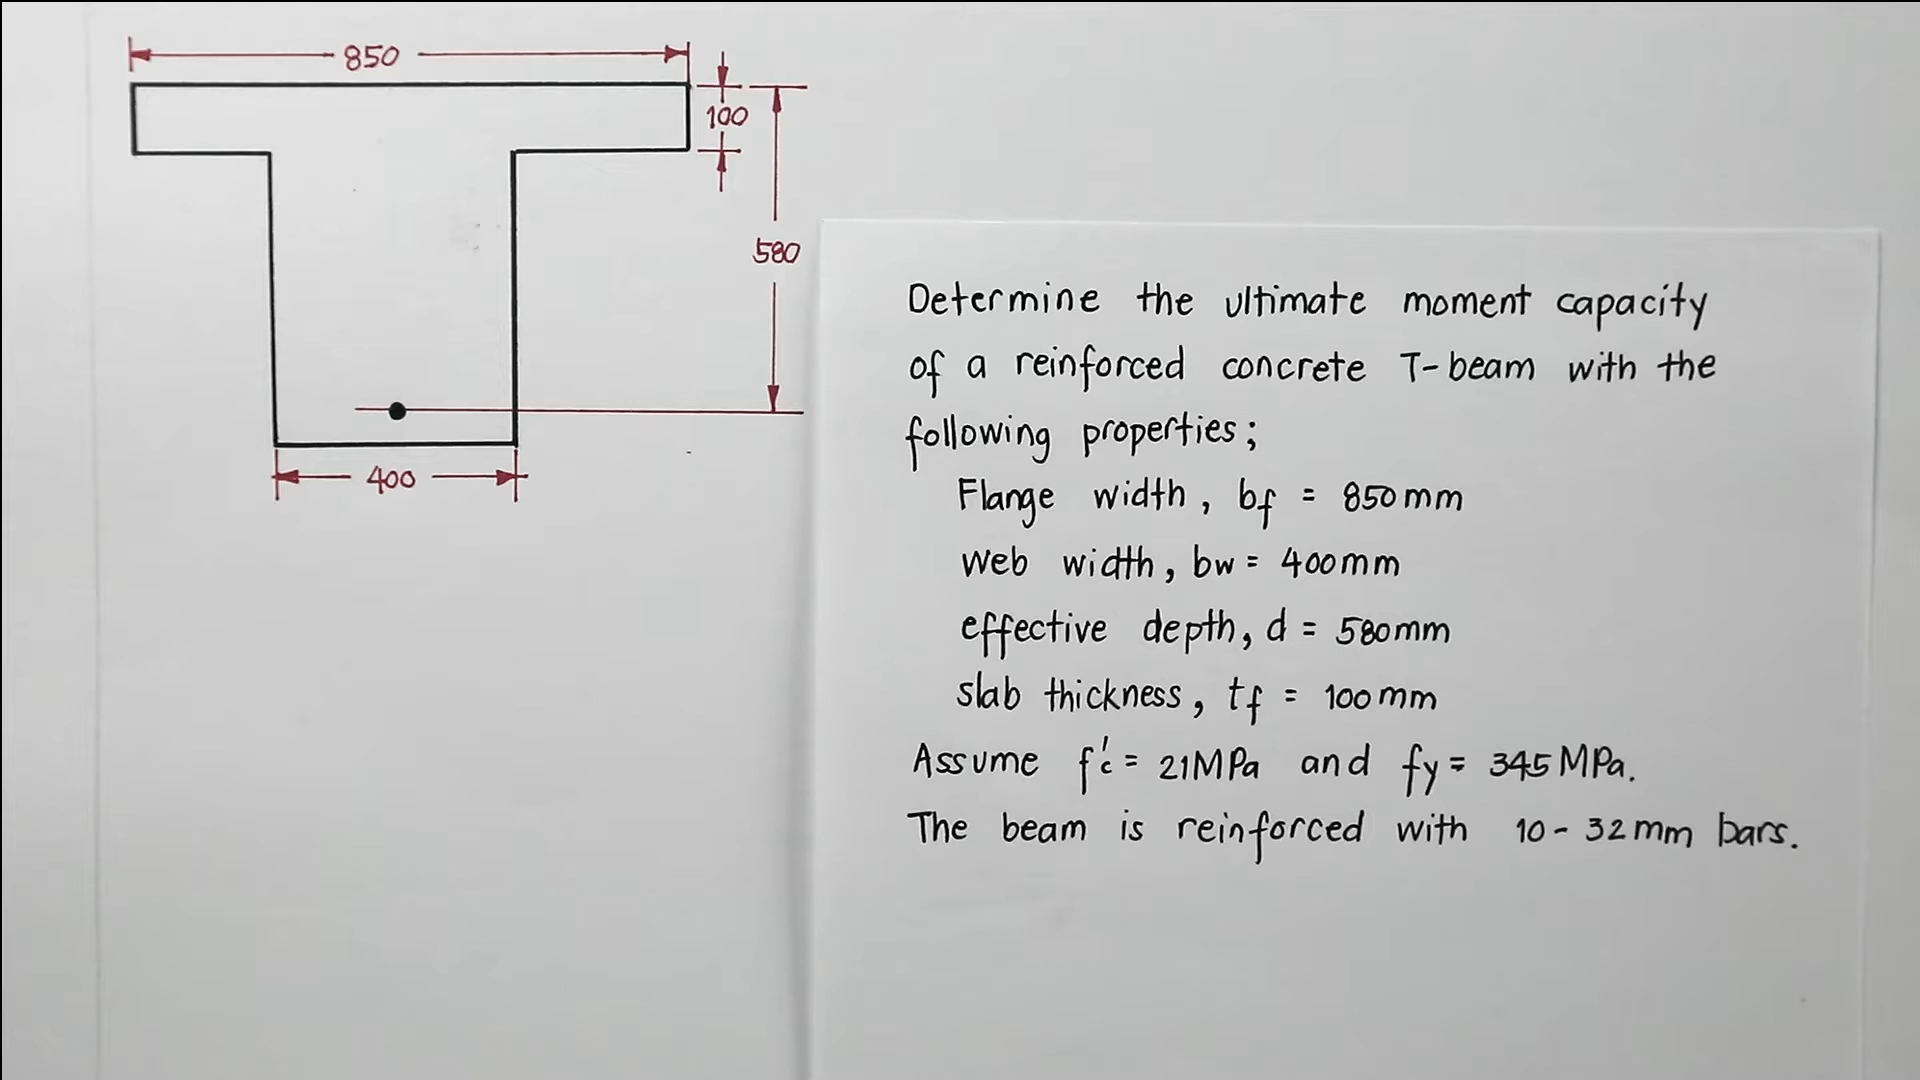 850
100
580
400
Determine the ultimate moment capacity
of a reinforced concrete T-beam with the
following properties;
Flange width, bf = 850mm
Web width, bw = 400mm
effective depth, d = 580mm
slab thickness, tf = 100mm
Assume f'c = 21MPa and fy = 345MPa.
The beam is reinforced with 10-32mm bars.